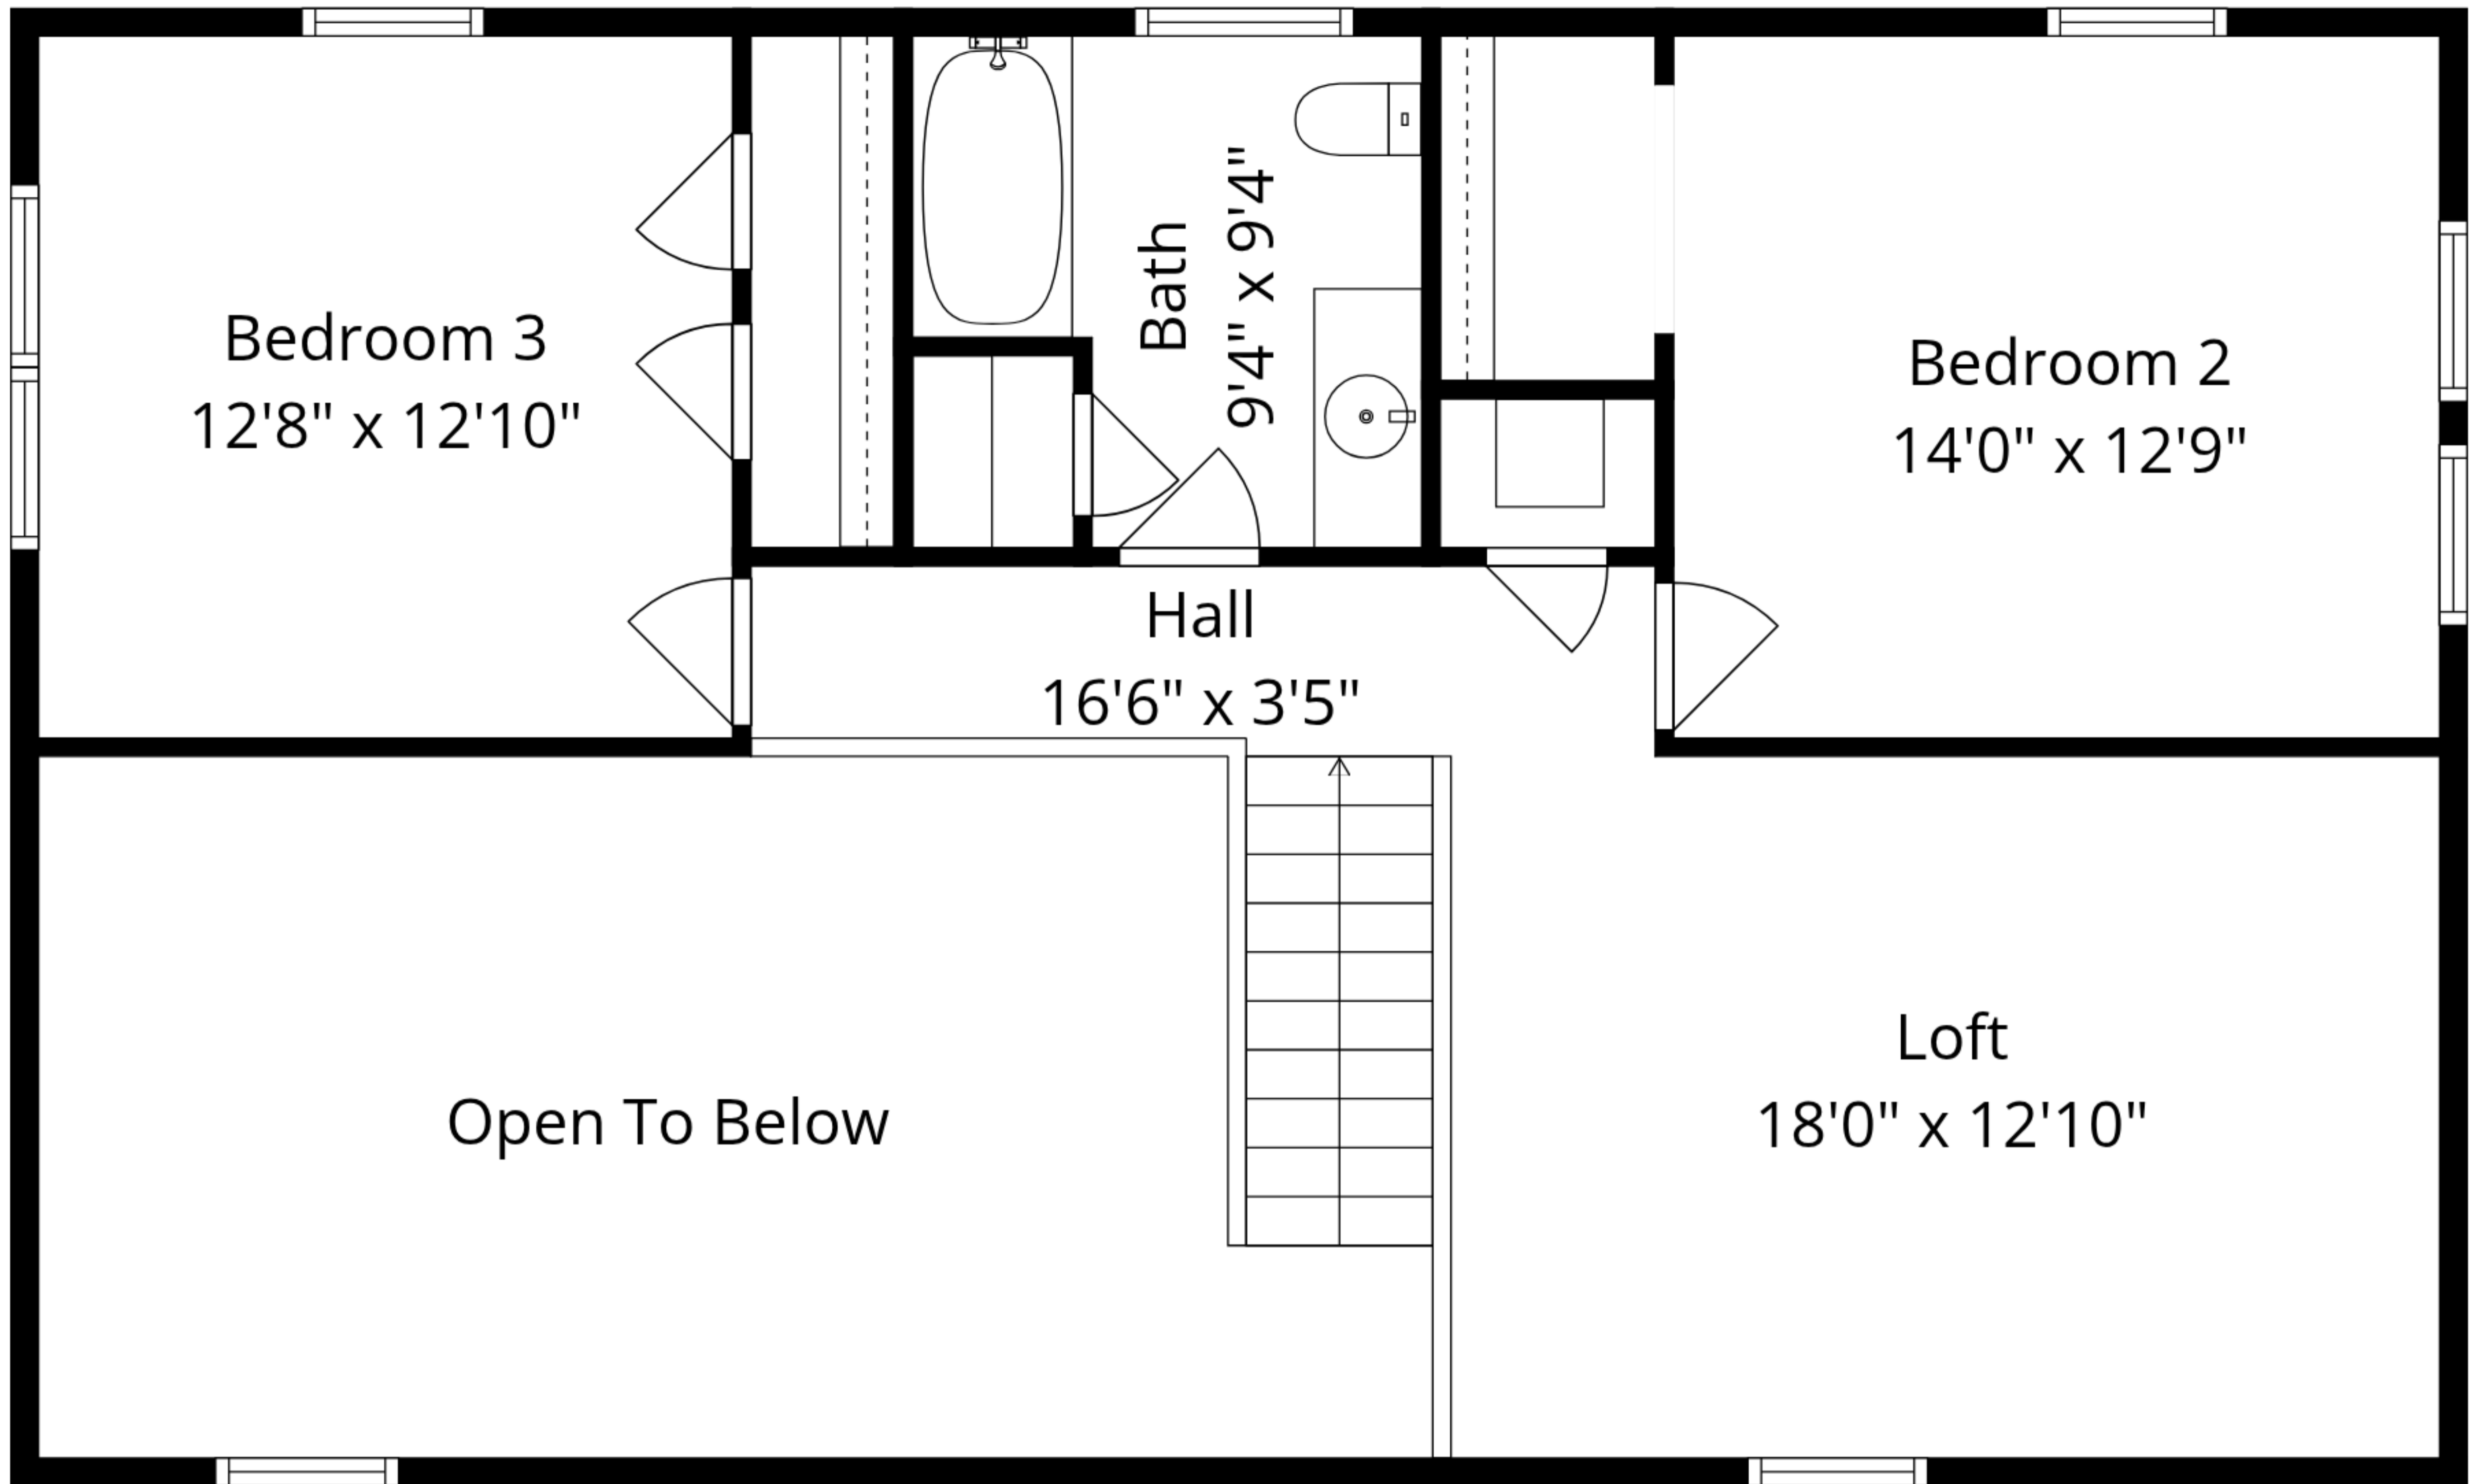 Bedroom 3
12'8" x 12'10"
Bath
9'4" x 9'4"
Bedroom 2
14'0" x 12'9"
Hall
16'6" x 3'5"
Open To Below
Loft
18'0" x 12'10"